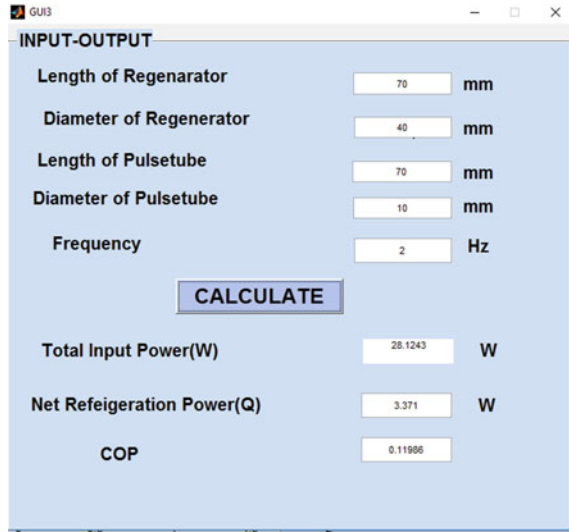 GUI3
INPUT-OUTPUT
Length of Regenarator 70 mm
Diameter of Regenerator 40 mm
Length of Pulsetube 70 mm
Diameter of Pulsetube 10 mm
Frequency 2 Hz
CALCULATE
Total Input Power(W) 28.1243 W
Net Refeigeration Power(Q) 3.371 W
COP 0.11986